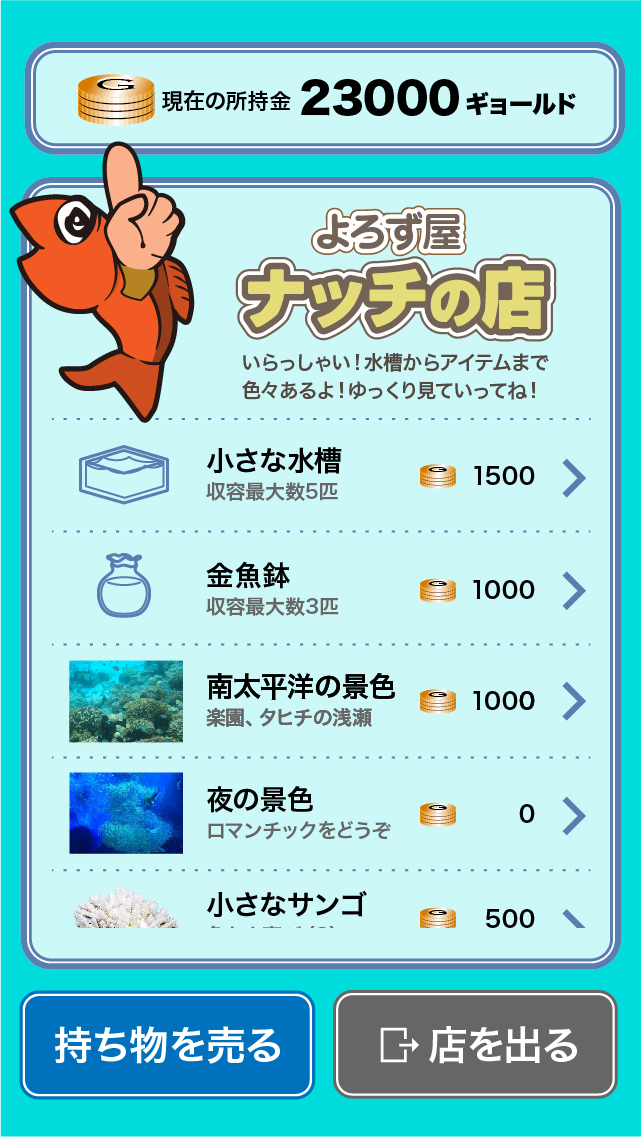 現在の所持金 23000 ギョールド
よろず屋
ナッチの店
いらっしゃい！水槽からアイテムまで
色々あるよ！ゆっくり見ていってね！
小さな水槽 1500
収容最大数5匹
金魚鉢 1000
収容最大数3匹
南太平洋の景色 1000
楽園、タヒチの浅瀬
夜の景色 0
ロマンチックをどうぞ
小さなサンゴ 500
持ち物を売る 店を出る